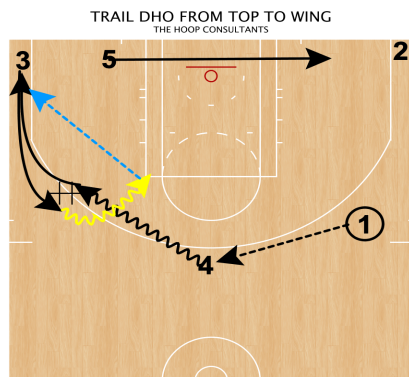 TRAIL DHO FROM TOP TO WING
THE HOOP CONSULTANTS
3 5 2
1
4